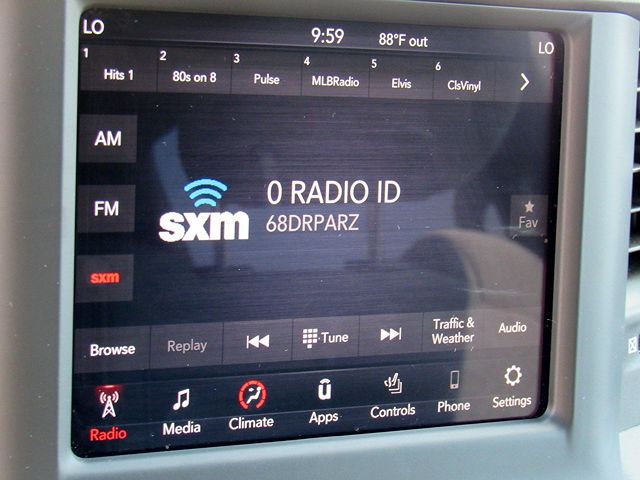 LO 9:59 88°F out LO
1 Hits 1 2 80s on 8 3 Pulse 4 MLBRadio 5 Elvis 6 ClsVinyl
AM
FM
sxm
sxm
0 RADIO ID
68DRPARZ
Fav
Browse Replay Tune Traffic & Weather Audio
Radio Media Climate Apps Controls Phone Settings